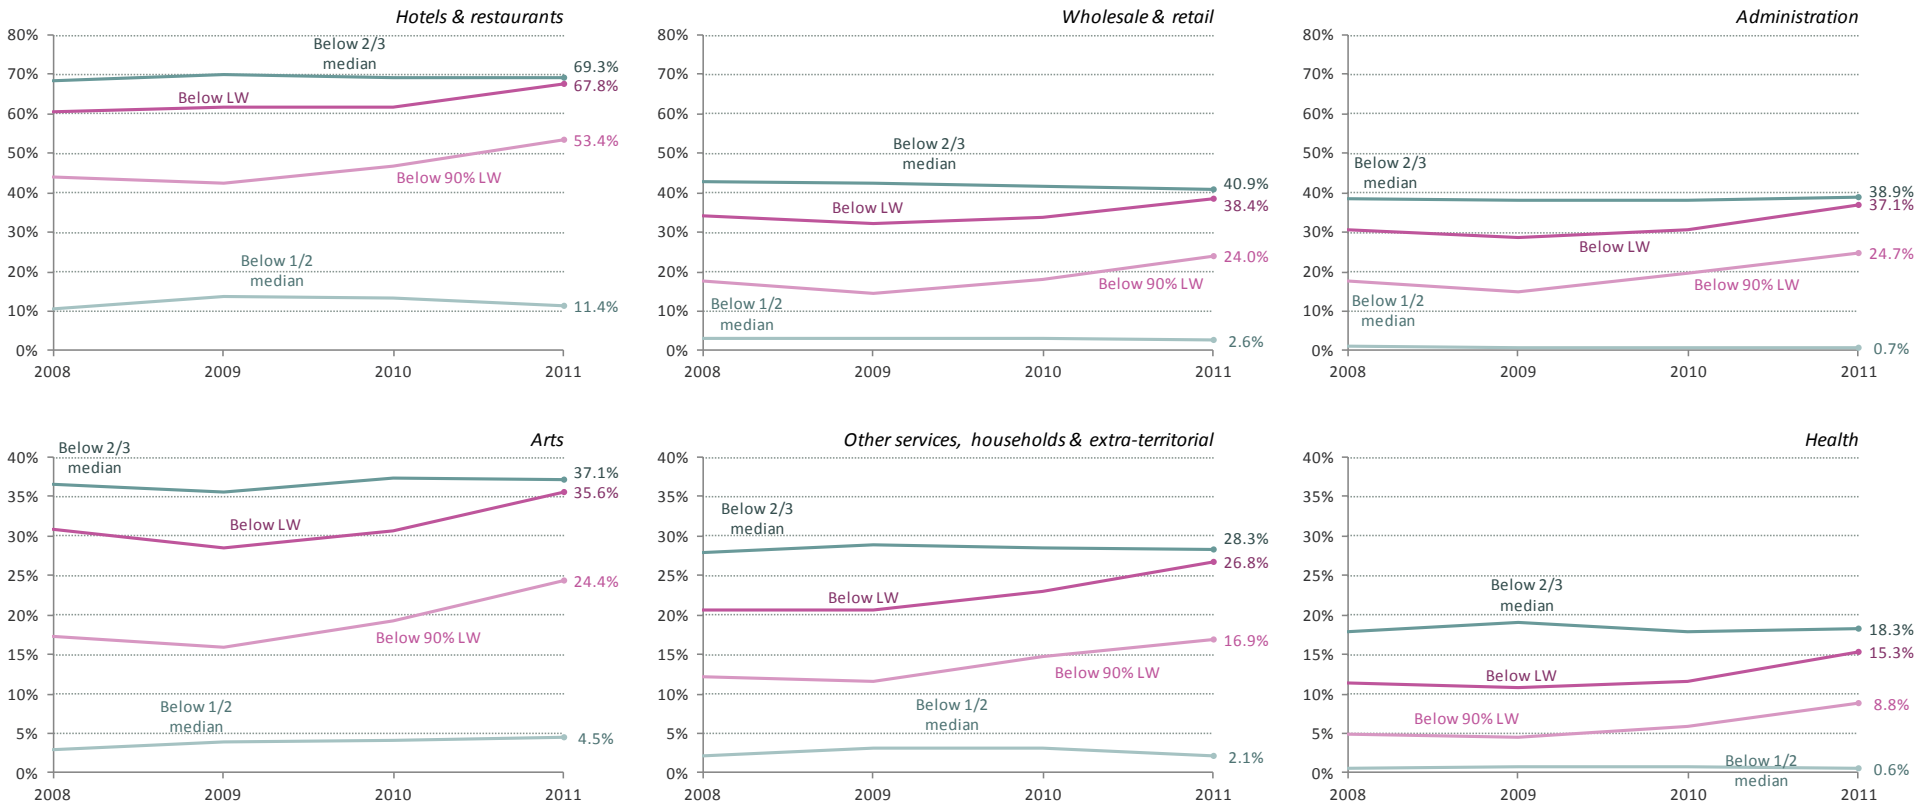 Hotels & restaurants
80%
70%
60%
50%
40%
30%
20%
10%
0%
Below 2/3
median
Below LW
Below 90% LW
Below 1/2
median
69.3%
67.8%
53.4%
11.4%
2008
2009
2010
2011
Wholesale & retail
80%
70%
60%
50%
40%
30%
20%
10%
0%
Below 2/3
median
Below LW
Below 90% LW
Below 1/2
median
40.9%
38.4%
24.0%
2.6%
2008
2009
2010
2011
Administration
80%
70%
60%
50%
40%
30%
20%
10%
0%
Below 2/3
median
Below LW
Below 90% LW
Below 1/2
median
38.9%
37.1%
24.7%
0.7%
2008
2009
2010
2011
Arts
40%
35%
30%
25%
20%
15%
10%
5%
0%
Below 2/3
median
Below LW
Below 90% LW
Below 1/2
median
37.1%
35.6%
24.4%
4.5%
2008
2009
2010
2011
Other services, households & extra-territorial
40%
35%
30%
25%
20%
15%
10%
5%
0%
Below 2/3
median
Below LW
Below 90% LW
Below 1/2
median
28.3%
26.8%
16.9%
2.1%
2008
2009
2010
2011
Health
40%
35%
30%
25%
20%
15%
10%
5%
0%
Below 2/3
median
Below LW
Below 90% LW
Below 1/2
median
18.3%
15.3%
8.8%
0.6%
2008
2009
2010
2011